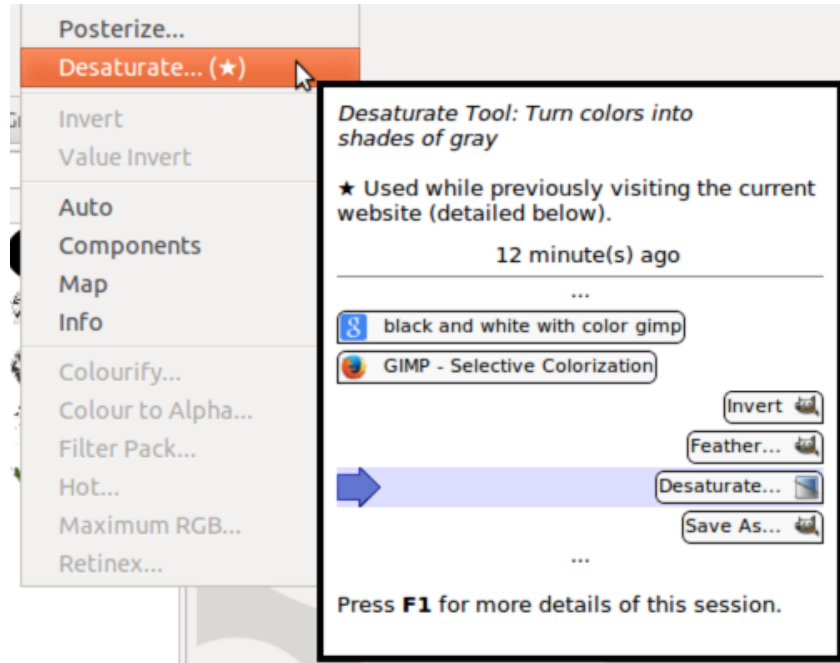 Posterize...
Desaturate... (★)
Invert
Value Invert
Auto
Components
Map
Info
Colourify...
Colour to Alpha...
Filter Pack...
Hot...
Maximum RGB...
Retinex...
Desaturate Tool: Turn colors into
shades of gray
★ Used while previously visiting the current
website (detailed below).
12 minute(s) ago
...
black and white with color gimp
GIMP - Selective Colorization
Invert
Feather...
Desaturate...
Save As...
...
Press F1 for more details of this session.